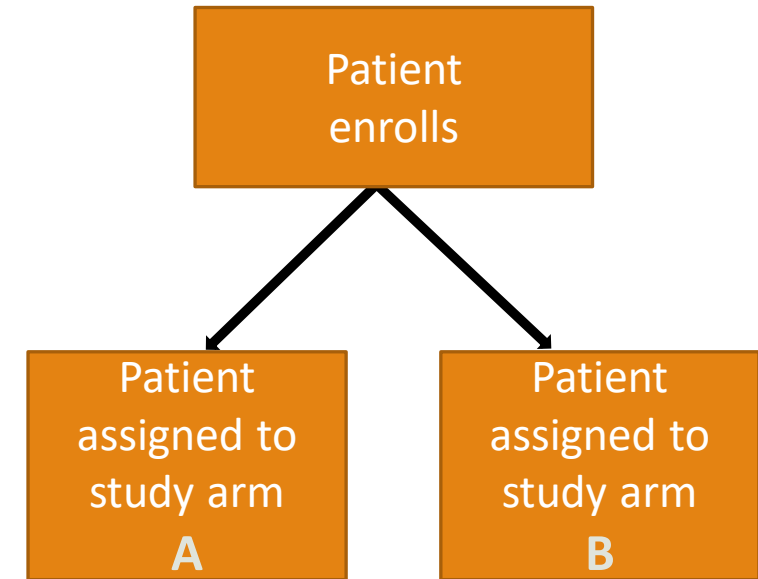 Patient
enrolls
Patient
assigned to
study arm
A
Patient
assigned to
study arm
B